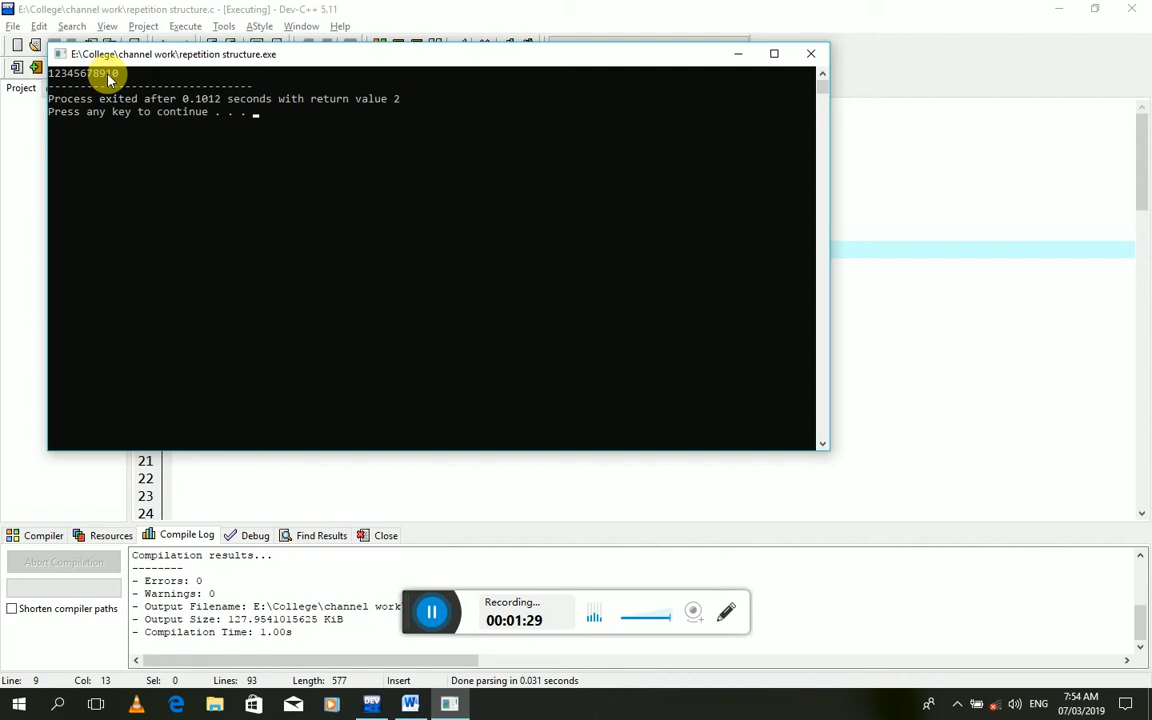 E:\College\channel work\repetition structure.c - [Executing] - Dev-C++ 5.11
File Edit Search View Project Execute Tools AStyle Window Help
E:\College\channel work\repetition structure.exe
12345678910
--------------------------------
Process exited after 0.1012 seconds with return value 2
Press any key to continue . . .
Project
21
22
23
24
Compiler Resources Compile Log Debug Find Results Close
Abort Compilation
Shorten compiler paths
Compilation results...
--------
- Errors: 0
- Warnings: 0
- Output Filename: E:\College\channel work
- Output Size: 127.9541015625 KiB
- Compilation Time: 1.00s
Recording...
00:01:29
Line: 9 Col: 13 Sel: 0 Lines: 93 Length: 577 Insert Done parsing in 0.031 seconds
ENG
7:54 AM
07/03/2019